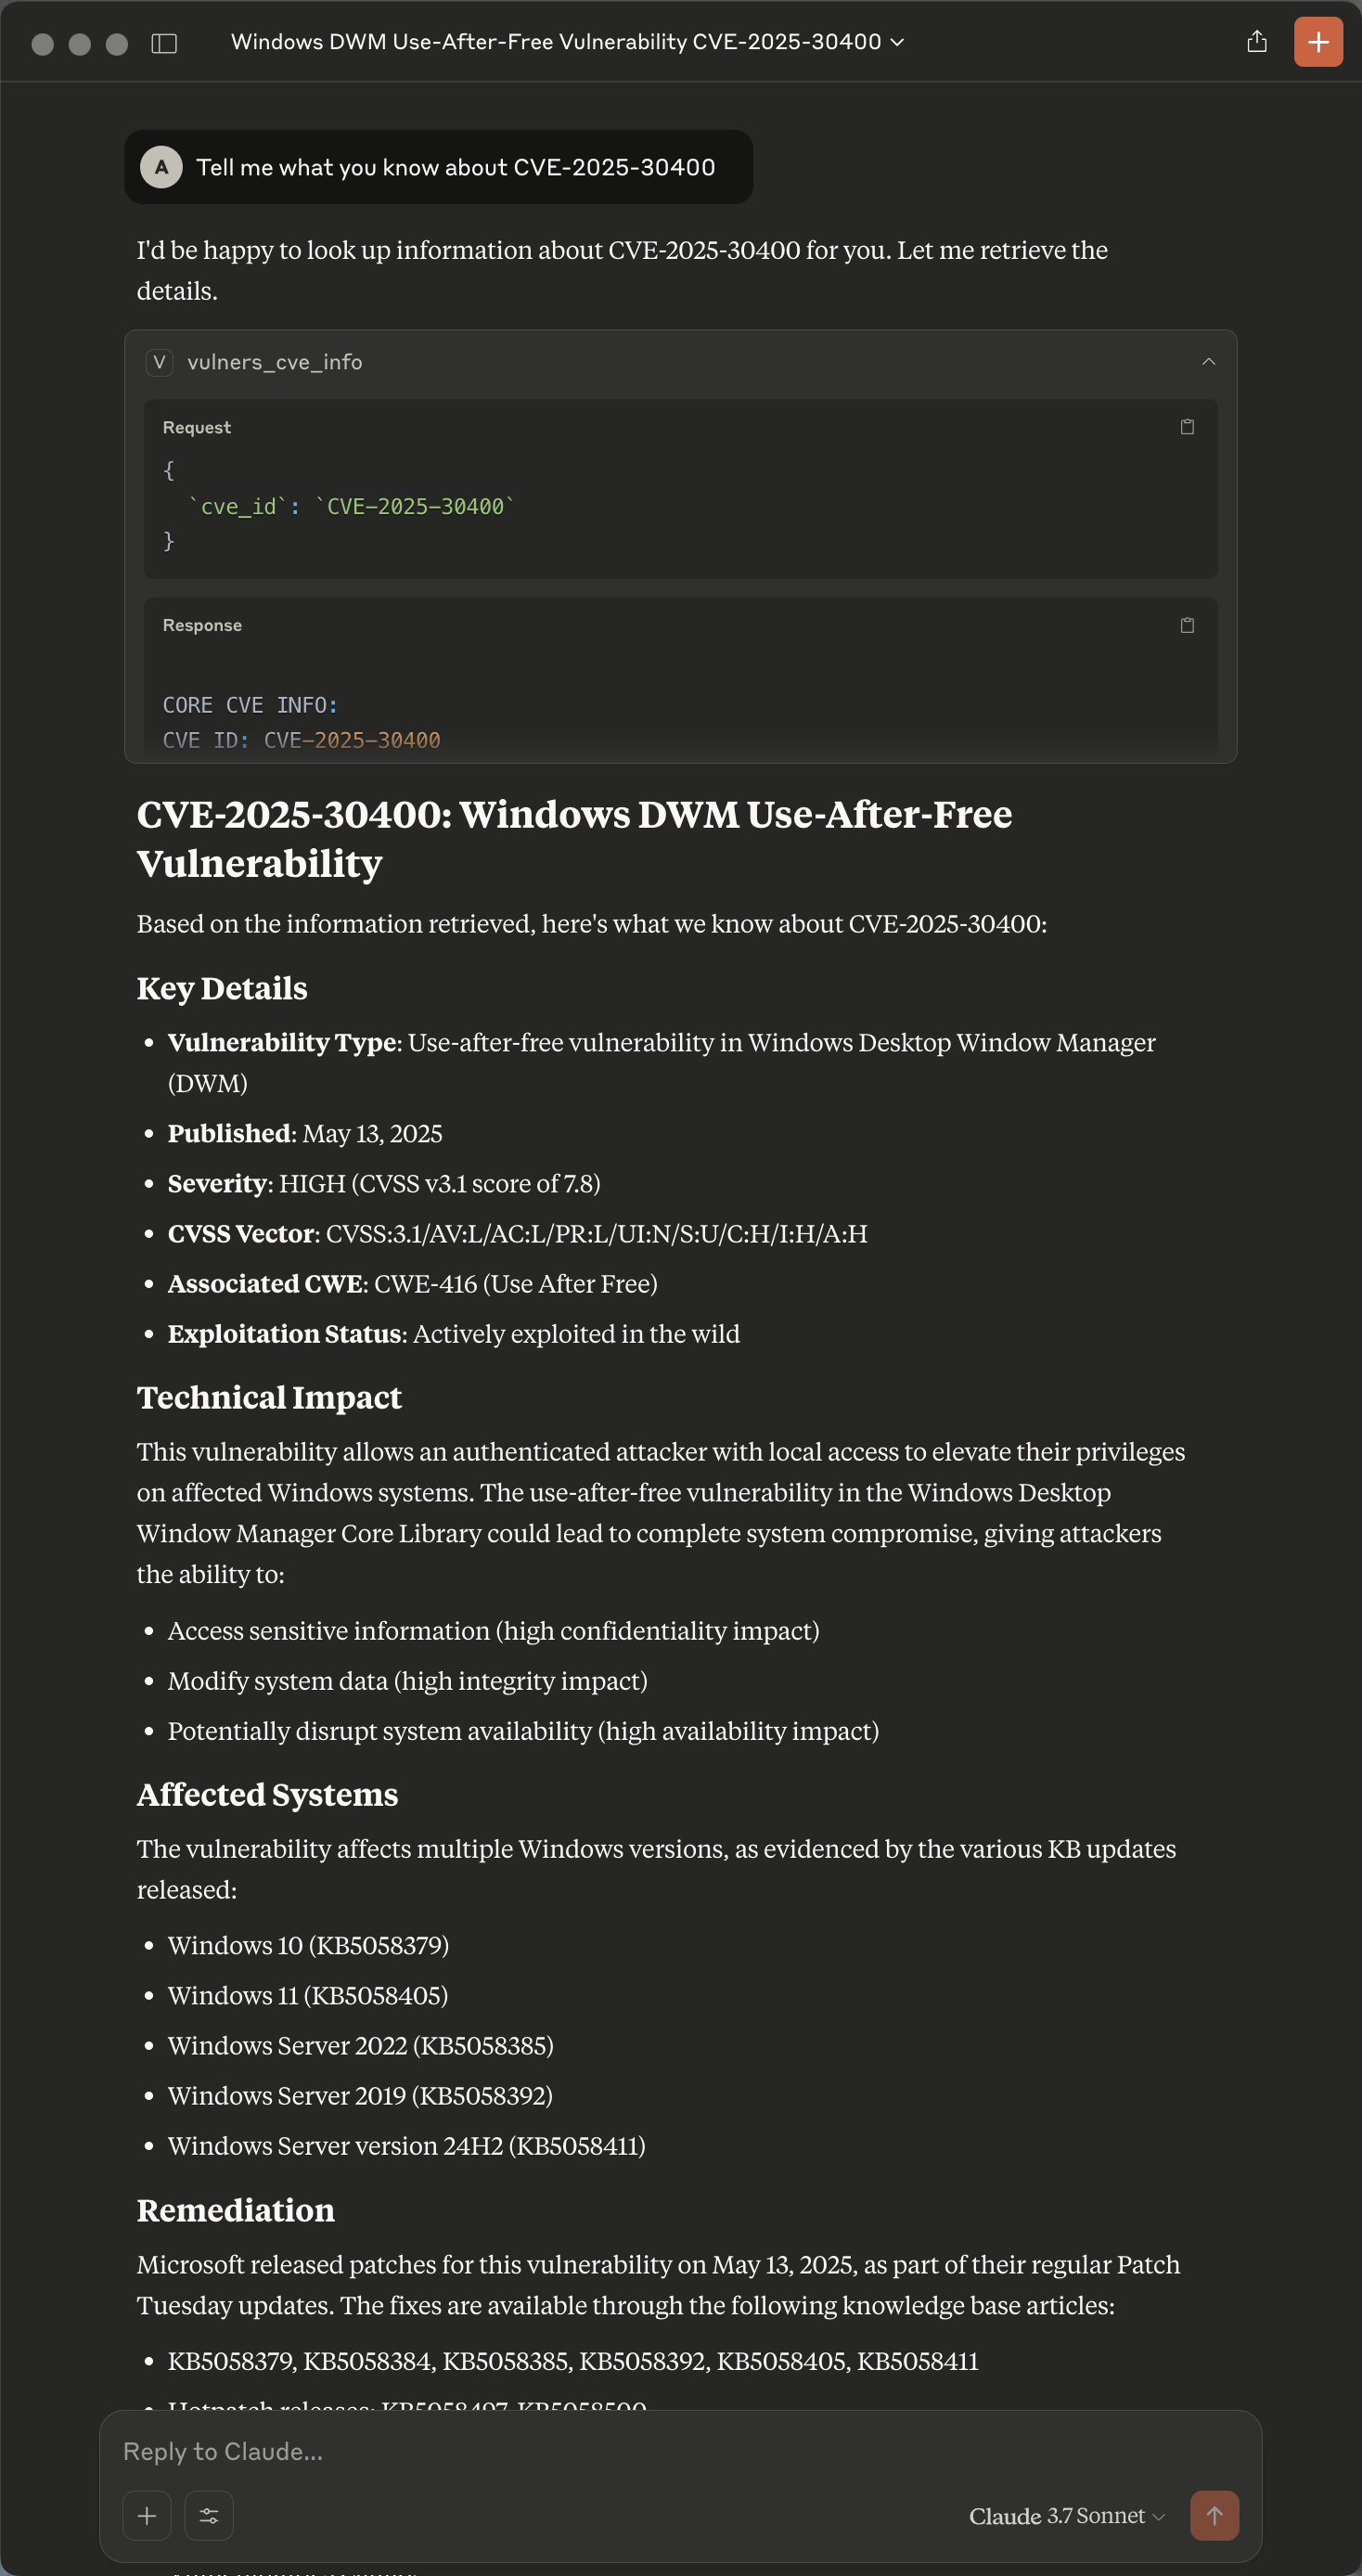 Windows DWM Use-After-Free Vulnerability CVE-2025-30400
A Tell me what you know about CVE-2025-30400
I'd be happy to look up information about CVE-2025-30400 for you. Let me retrieve the
details.
V vulners_cve_info
Request
{
`cve_id`: `CVE-2025-30400`
}
Response
CORE CVE INFO:
CVE ID: CVE-2025-30400
CVE-2025-30400: Windows DWM Use-After-Free
Vulnerability
Based on the information retrieved, here's what we know about CVE-2025-30400:
Key Details
• Vulnerability Type: Use-after-free vulnerability in Windows Desktop Window Manager
(DWM)
• Published: May 13, 2025
• Severity: HIGH (CVSS v3.1 score of 7.8)
• CVSS Vector: CVSS:3.1/AV:L/AC:L/PR:L/UI:N/S:U/C:H/I:H/A:H
• Associated CWE: CWE-416 (Use After Free)
• Exploitation Status: Actively exploited in the wild
Technical Impact
This vulnerability allows an authenticated attacker with local access to elevate their privileges
on affected Windows systems. The use-after-free vulnerability in the Windows Desktop
Window Manager Core Library could lead to complete system compromise, giving attackers
the ability to:
• Access sensitive information (high confidentiality impact)
• Modify system data (high integrity impact)
• Potentially disrupt system availability (high availability impact)
Affected Systems
The vulnerability affects multiple Windows versions, as evidenced by the various KB updates
released:
• Windows 10 (KB5058379)
• Windows 11 (KB5058405)
• Windows Server 2022 (KB5058385)
• Windows Server 2019 (KB5058392)
• Windows Server version 24H2 (KB5058411)
Remediation
Microsoft released patches for this vulnerability on May 13, 2025, as part of their regular Patch
Tuesday updates. The fixes are available through the following knowledge base articles:
• KB5058379, KB5058384, KB5058385, KB5058392, KB5058405, KB5058411
• Hotpatch releases: KB5058497, KB5058500
Reply to Claude...
Claude 3.7 Sonnet